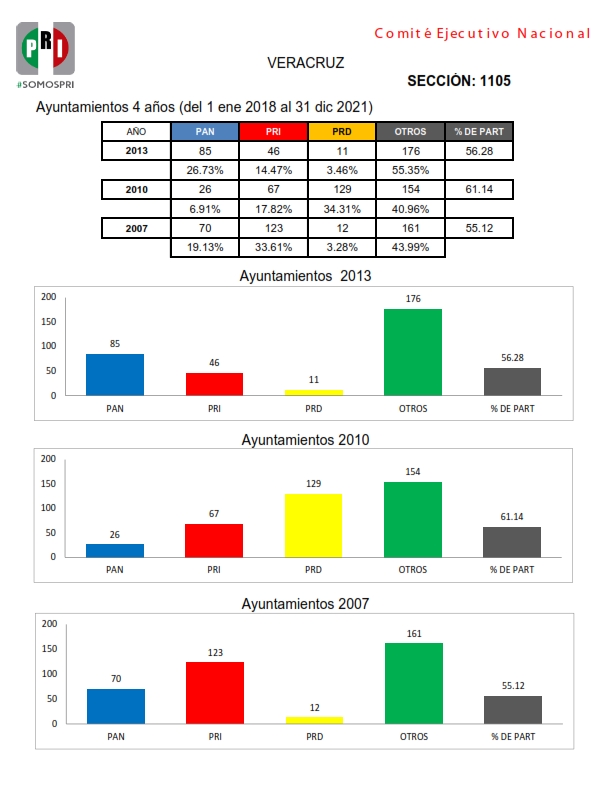 Comité Ejecutivo Nacional
PRI
#SOMOSPRI
VERACRUZ
SECCIÓN: 1105
Ayuntamientos 4 años (del 1 ene 2018 al 31 dic 2021)
AÑO PAN PRI PRD OTROS % DE PART
2013 85 46 11 176 56.28
26.73% 14.47% 3.46% 55.35%
2010 26 67 129 154 61.14
6.91% 17.82% 34.31% 40.96%
2007 70 123 12 161 55.12
19.13% 33.61% 3.28% 43.99%
Ayuntamientos 2013
200
150
100
50
0
85 46 11 176 56.28
PAN PRI PRD OTROS % DE PART
Ayuntamientos 2010
200
150
100
50
0
26 67 129 154 61.14
PAN PRI PRD OTROS % DE PART
Ayuntamientos 2007
200
150
100
50
0
70 123 12 161 55.12
PAN PRI PRD OTROS % DE PART